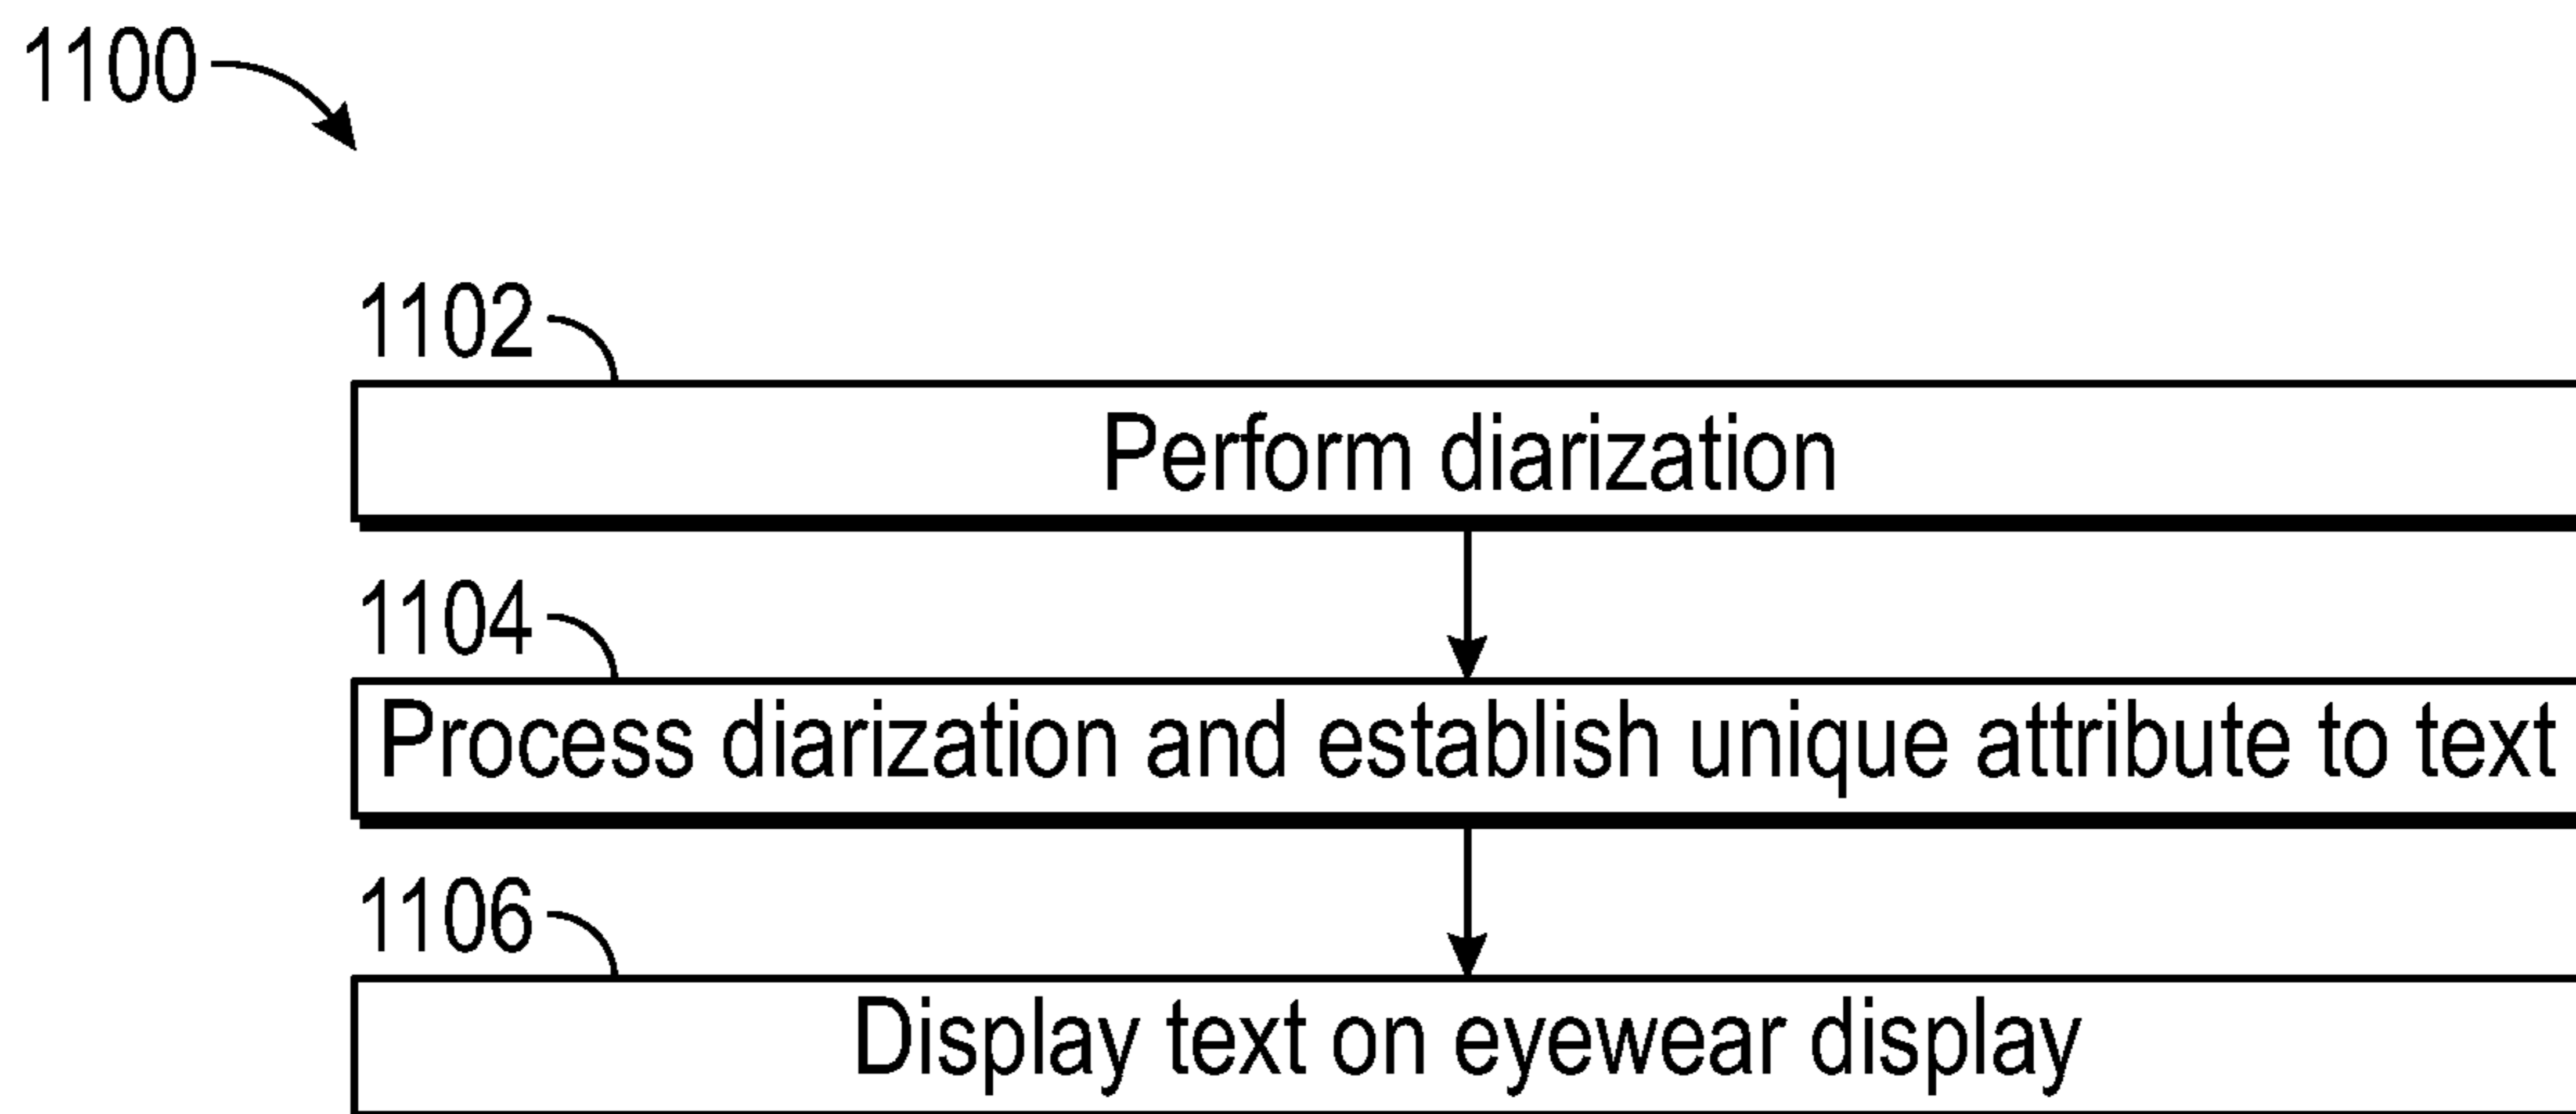 1100
1102
Perform diarization
1104
Process diarization and establish unique attribute to text
1106
Display text on eyewear display